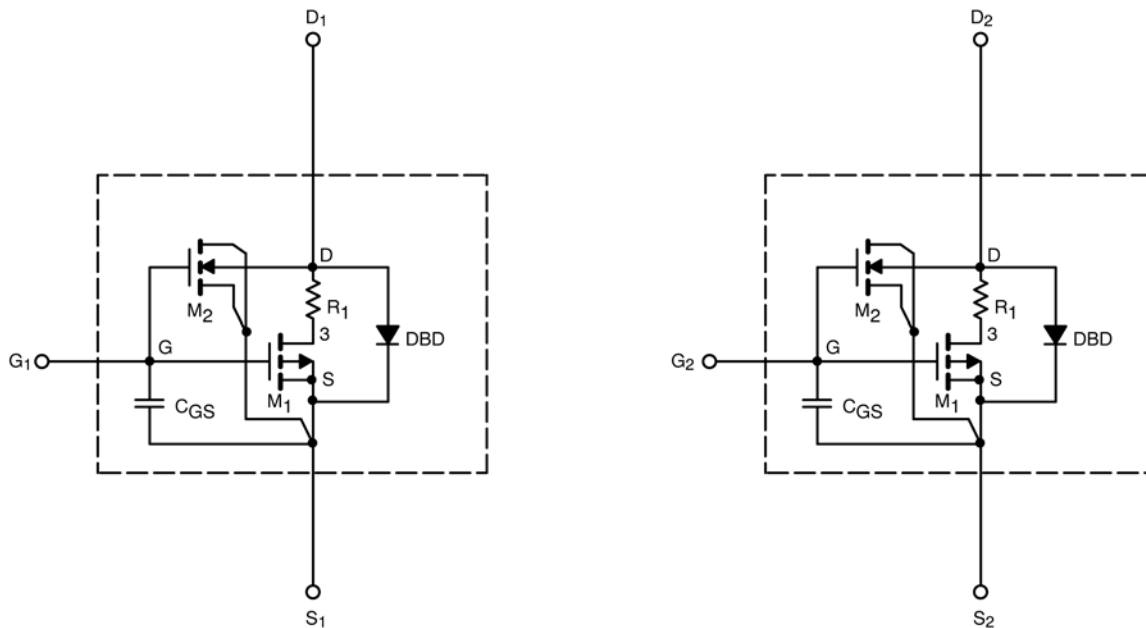 D1 D2
D D
M2 R1 M2 R1
3 DBD 3 DBD
G1 G G2 G
S S
M1 M1
CGS CGS
S1 S2